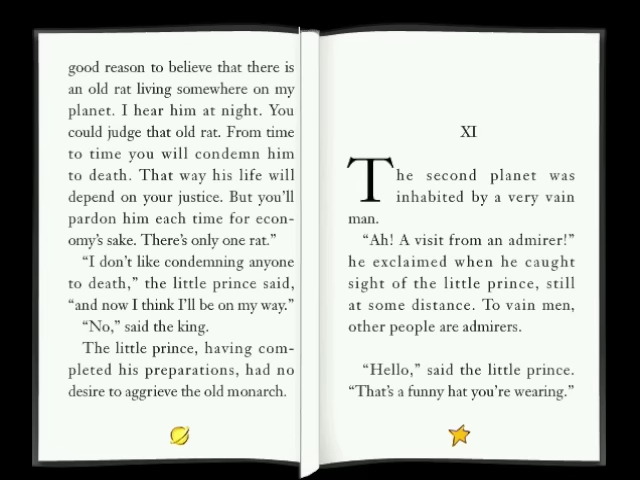 good reason to believe that there is
an old rat living somewhere on my
planet. I hear him at night. You
could judge that old rat. From time
to time you will condemn him
to death. That way his life will
depend on your justice. But you'll
pardon him each time for econ-
omy's sake. There's only one rat."
"I don't like condemning anyone
to death," the little prince said,
"and now I think I'll be on my way."
"No," said the king.
The little prince, having com-
pleted his preparations, had no
desire to aggrieve the old monarch.
XI
The second planet was
inhabited by a very vain
man.
"Ah! A visit from an admirer!"
he exclaimed when he caught
sight of the little prince, still
at some distance. To vain men,
other people are admirers.
"Hello," said the little prince.
"That's a funny hat you're wearing."